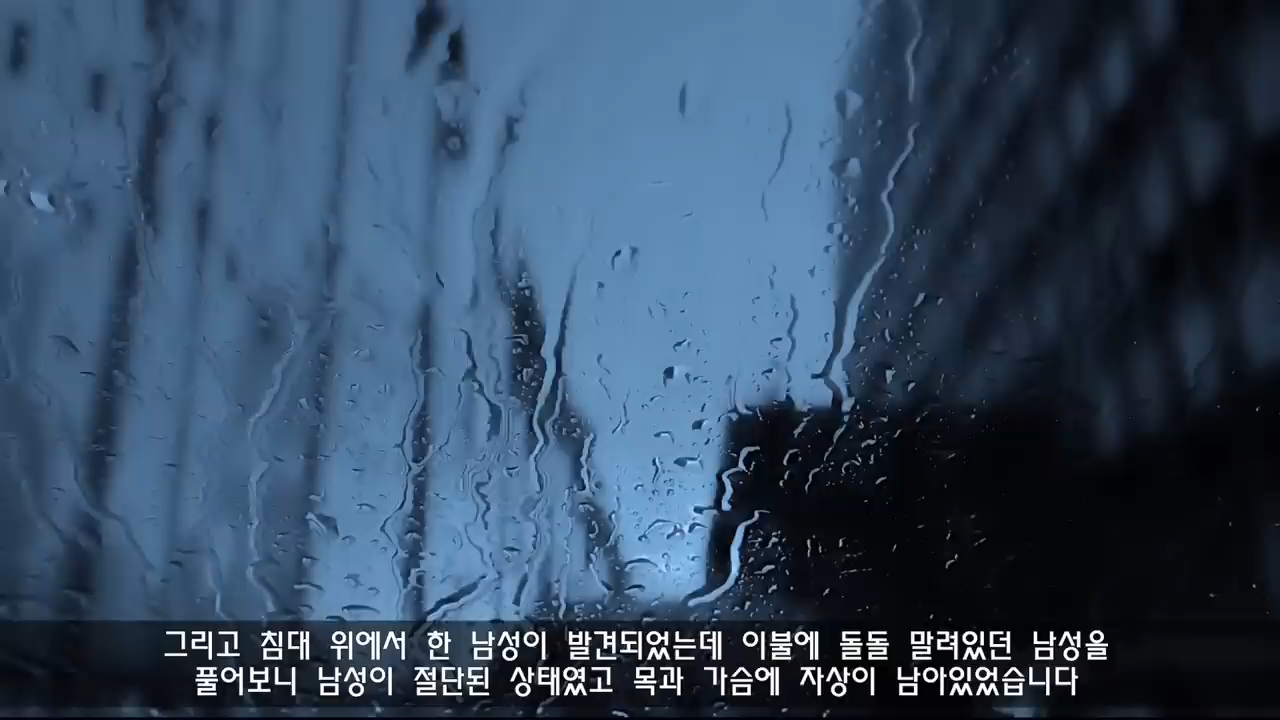 그리고 침대 위에서 한 남성이 발견되었는데 이불에 돌돌 말려있던 남성을
풀어보니 남성이 절단된 상태였고 목과 가슴에 자상이 남아있었습니다